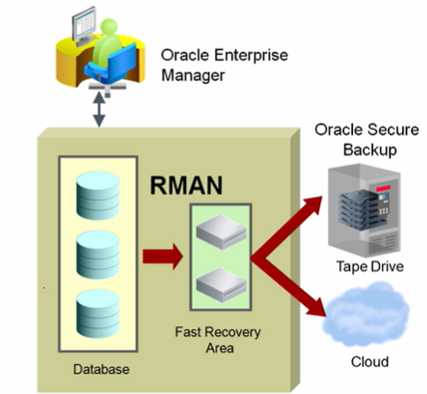 Oracle Enterprise
Manager
Oracle Secure
Backup
RMAN
Tape Drive
Fast Recovery
Area
Cloud
Database